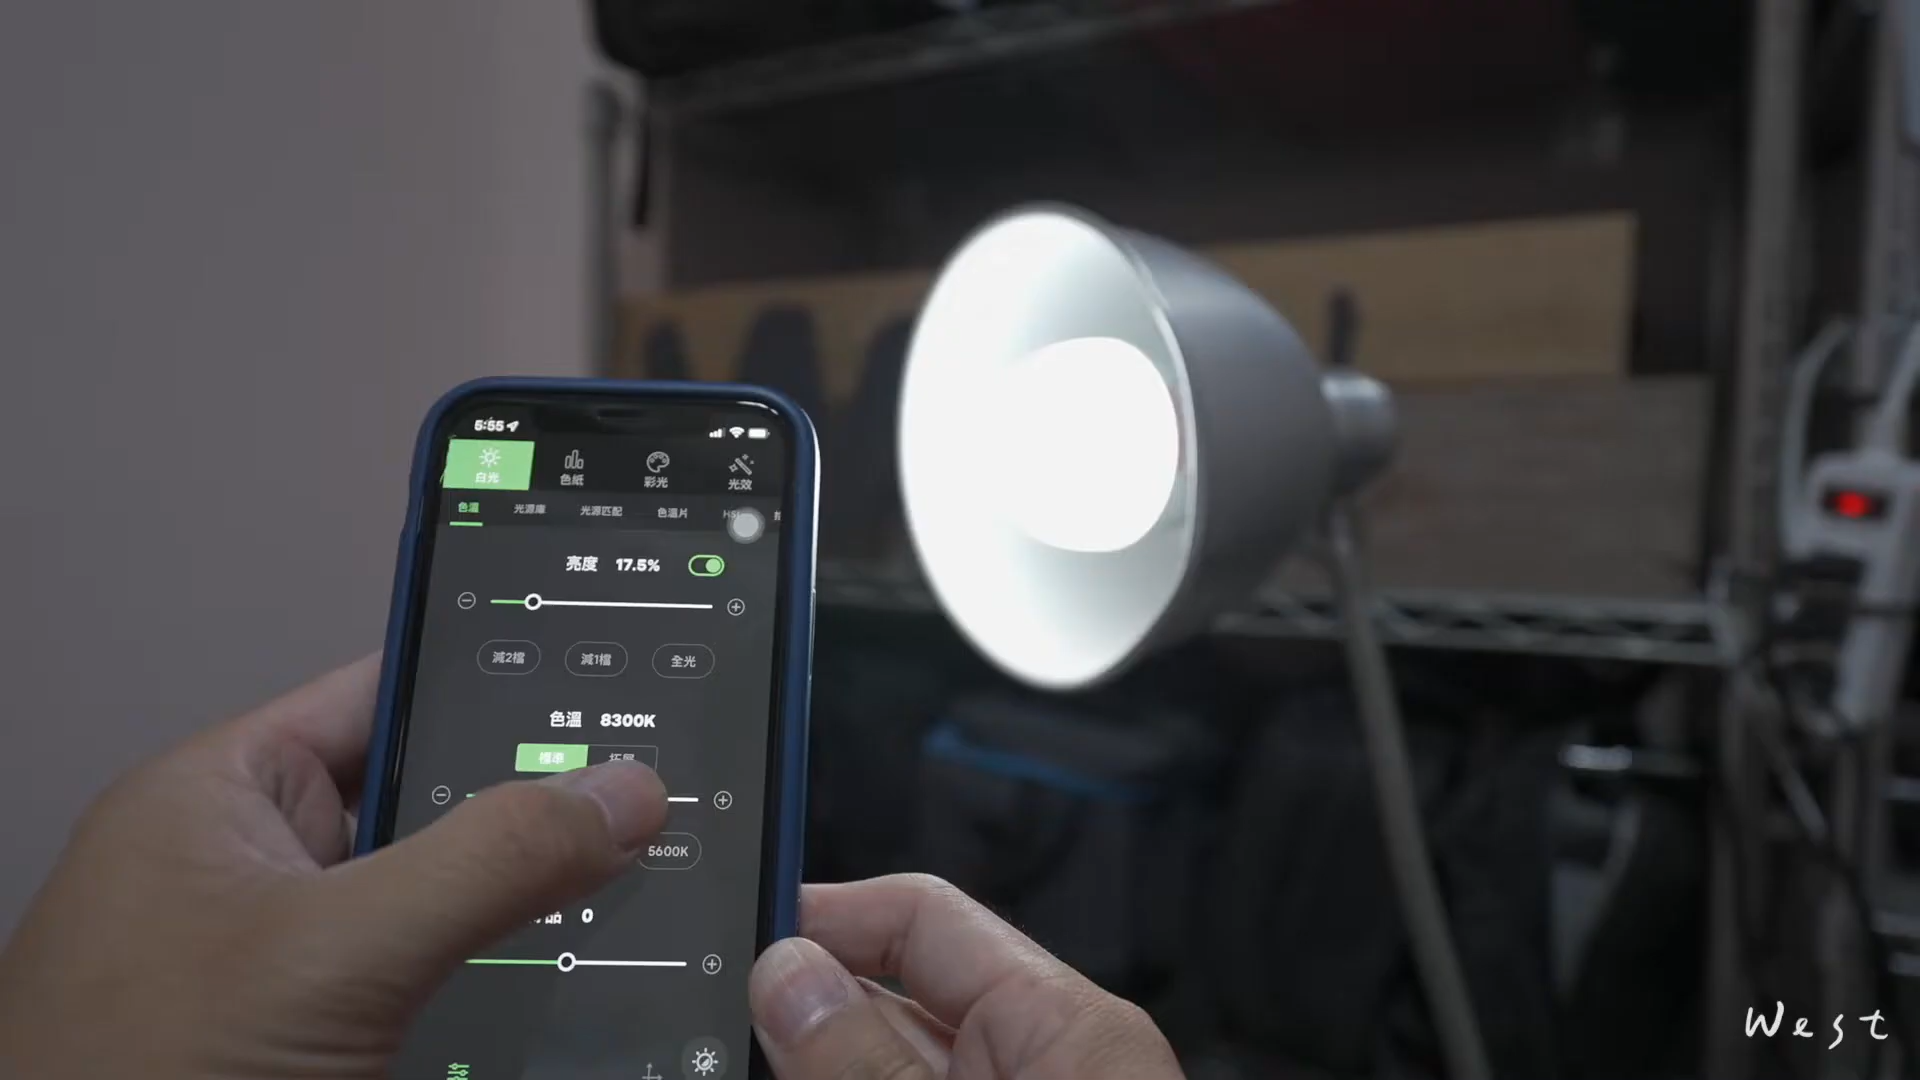 5:55
白光 色紙 彩光 光效
色溫 光源庫 光源匹配 色溫片
亮度 17.5%
減2檔 減1檔 全光
色溫 8300K
標準
5600K
0
West